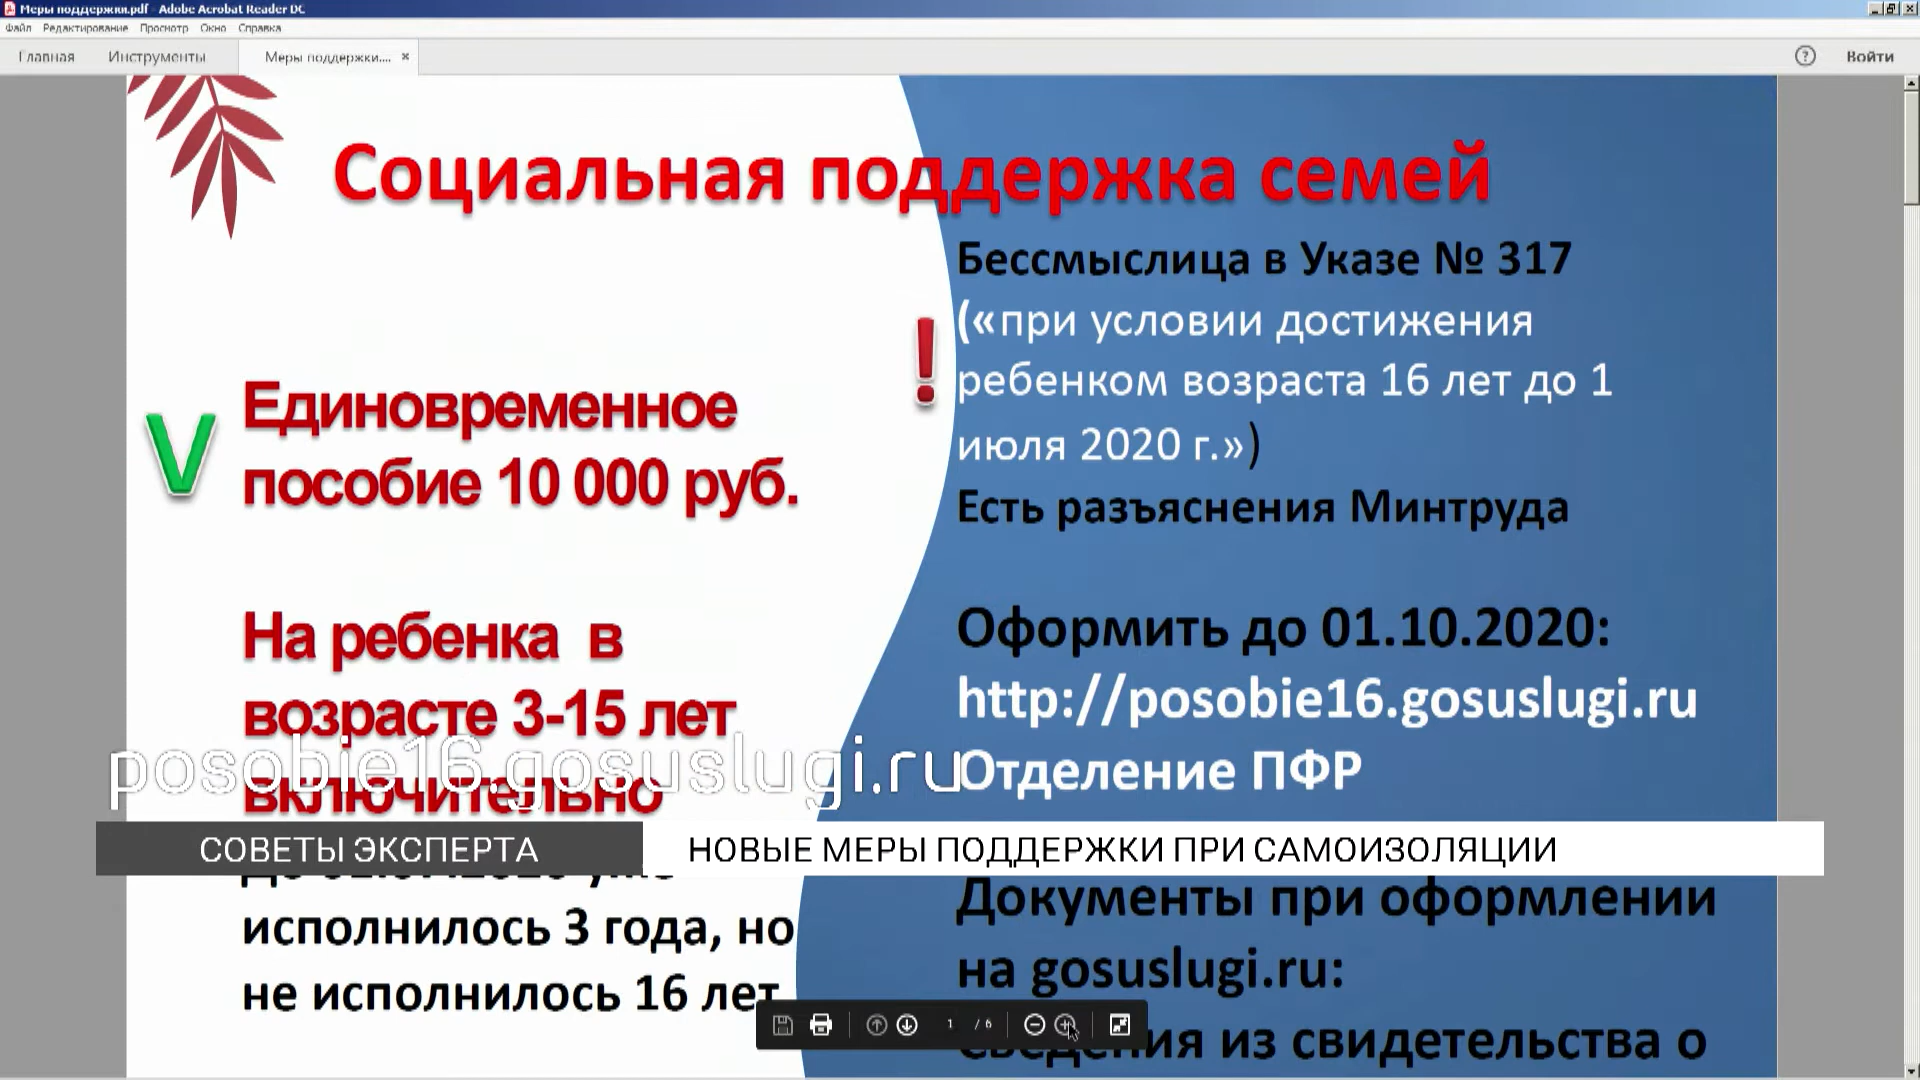 Меры поддержки.pdf - Adobe Acrobat Reader DC
Файл Редактирование Просмотр Окно Справка
Главная Инструменты Меры поддержки.... × ? Войти
Социальная поддержка семей
V Единовременное
пособие 10 000 руб.
На ребенка в
возрасте 3-15 лет
включительно
исполнилось 3 года, но
не исполнилось 16 лет
!
Бессмыслица в Указе № 317
(«при условии достижения
ребенком возраста 16 лет до 1
июля 2020 г.»)
Есть разъяснения Минтруда
Оформить до 01.10.2020:
http://posobie16.gosuslugi.ru
Отделение ПФР
Документы при оформлении
на gosuslugi.ru:
сведения из свидетельства о
posobie16.gosuslugi.ru
СОВЕТЫ ЭКСПЕРТА НОВЫЕ МЕРЫ ПОДДЕРЖКИ ПРИ САМОИЗОЛЯЦИИ
1 / 6